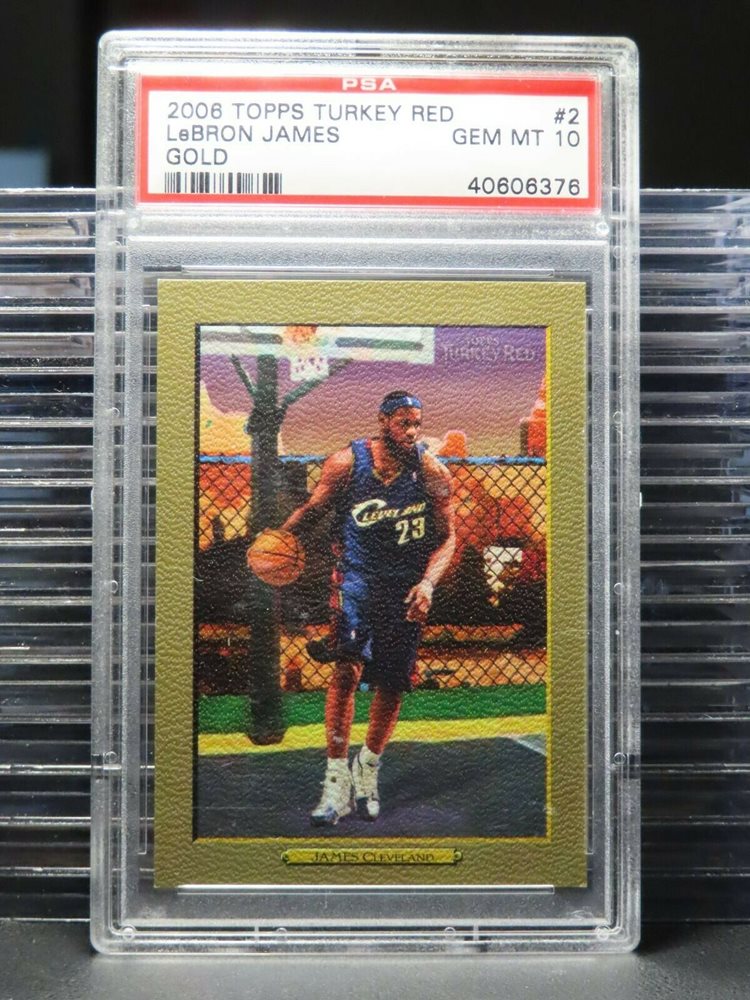 PSA
2006 TOPPS TURKEY RED #2
LeBRON JAMES GEM MT 10
GOLD
40606376
TOPPS
TURKEY RED
CLEVELAND
23
JAMES CLEVELAND